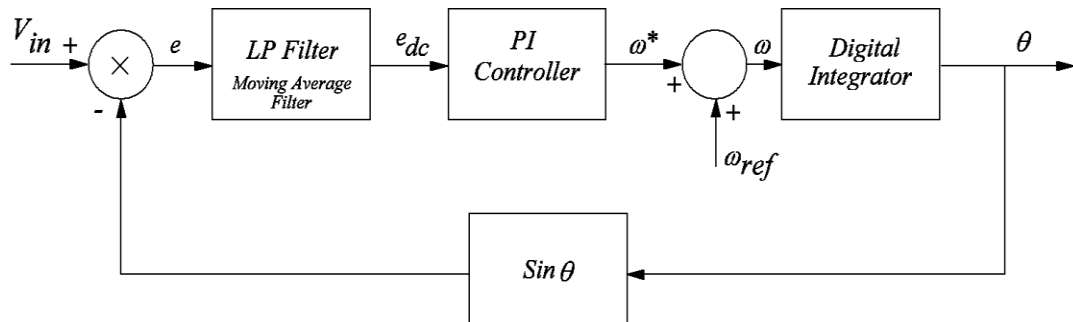 V_in +
×
-
e
LP Filter
Moving Average
Filter
e_dc
PI
Controller
ω*
+
+
ω_ref
ω
Digital
Integrator
θ
Sin θ